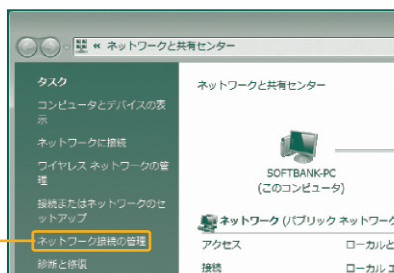 « ネットワークと共有センター
タスク
コンピュータとデバイスの表
示
ネットワークに接続
ワイヤレス ネットワークの管
理
接続またはネットワークのセ
ットアップ
ネットワーク接続の管理
診断と修復
ネットワークと共有センター
SOFTBANK-PC
(このコンピュータ)
ネットワーク (パブリック ネットワーク
アクセス ローカルと
接続 ローカル エ